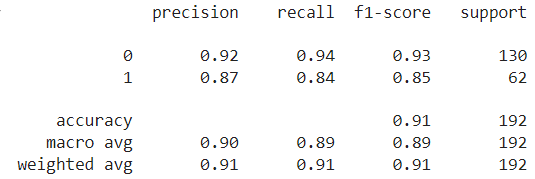 precision recall f1-score support
0 0.92 0.94 0.93 130
1 0.87 0.84 0.85 62
accuracy 0.91 192
macro avg 0.90 0.89 0.89 192
weighted avg 0.91 0.91 0.91 192